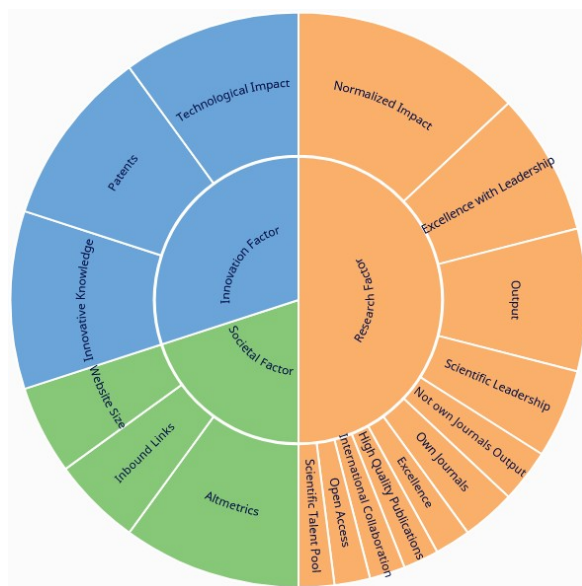 Technological Impact
Normalized Impact
Patents
Excellence with Leadership
Innovation Factor
Innovative Knowledge
Research Factor
Output
Societal Factor
Website Size
Scientific Leadership
Inbound Links
Not own Journals Output
Altmetrics
Own Journals
Excellence
High Quality Publications
International Collaboration
Open Access
Scientific Talent Pool